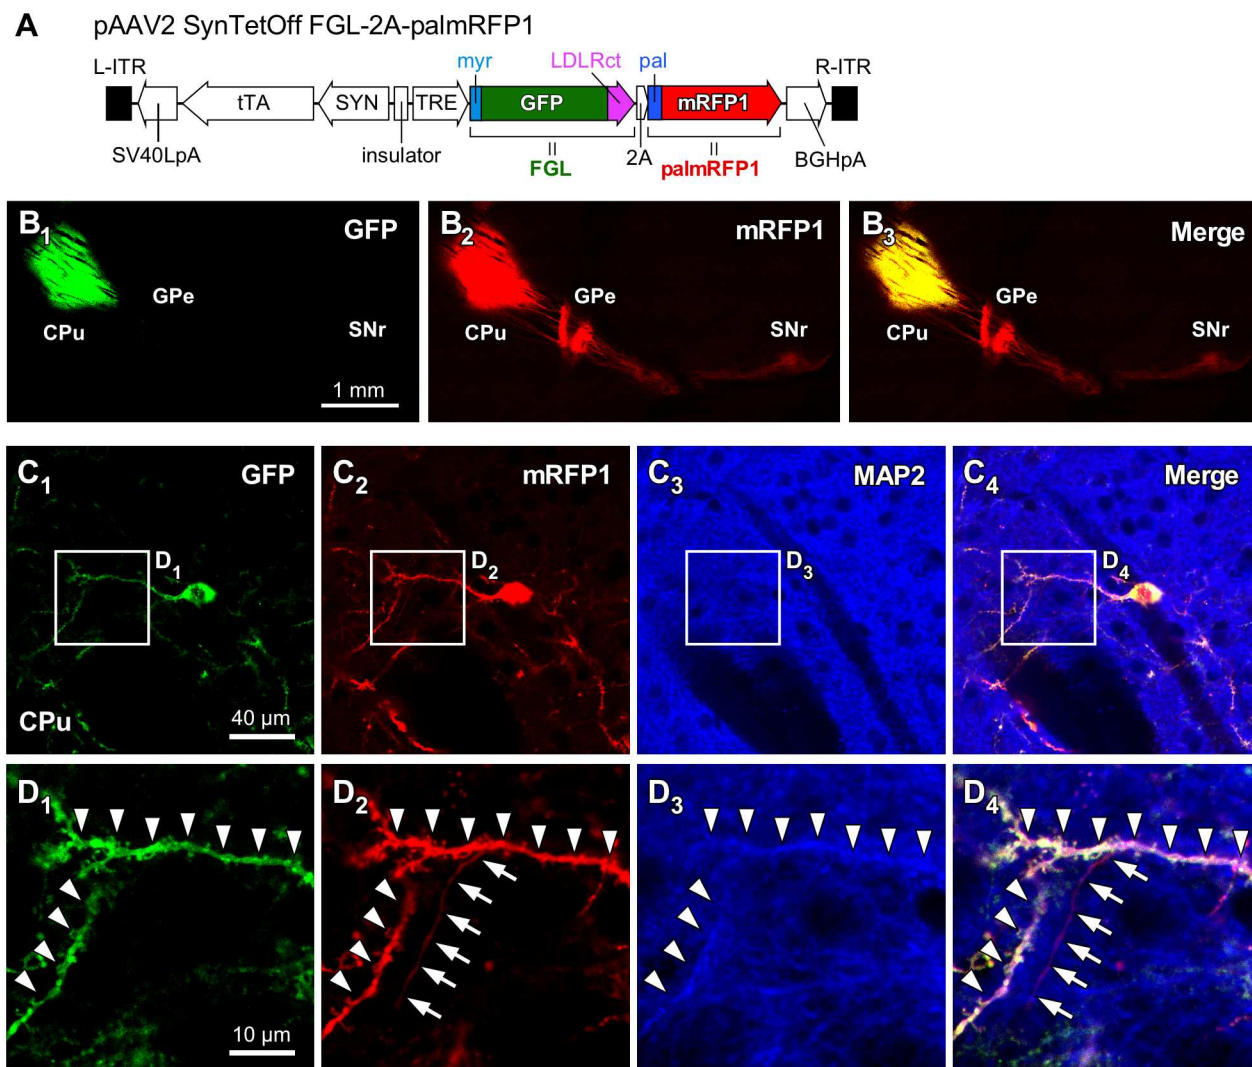 A pAAV2 SynTetOff FGL-2A-palmRFP1
myr LDLRct pal
L-ITR R-ITR
tTA SYN TRE GFP mRFP1
SV40LpA insulator 2A BGHpA
=
FGL
=
palmRFP1
B1 GFP
GPe
CPu SNr
1 mm
B2 mRFP1
GPe
CPu SNr
B3 Merge
GPe
CPu SNr
C1 GFP
D1
CPu 40 µm
C2 mRFP1
D2
C3 MAP2
D3
C4 Merge
D4
D1
10 µm
D2
D3
D4